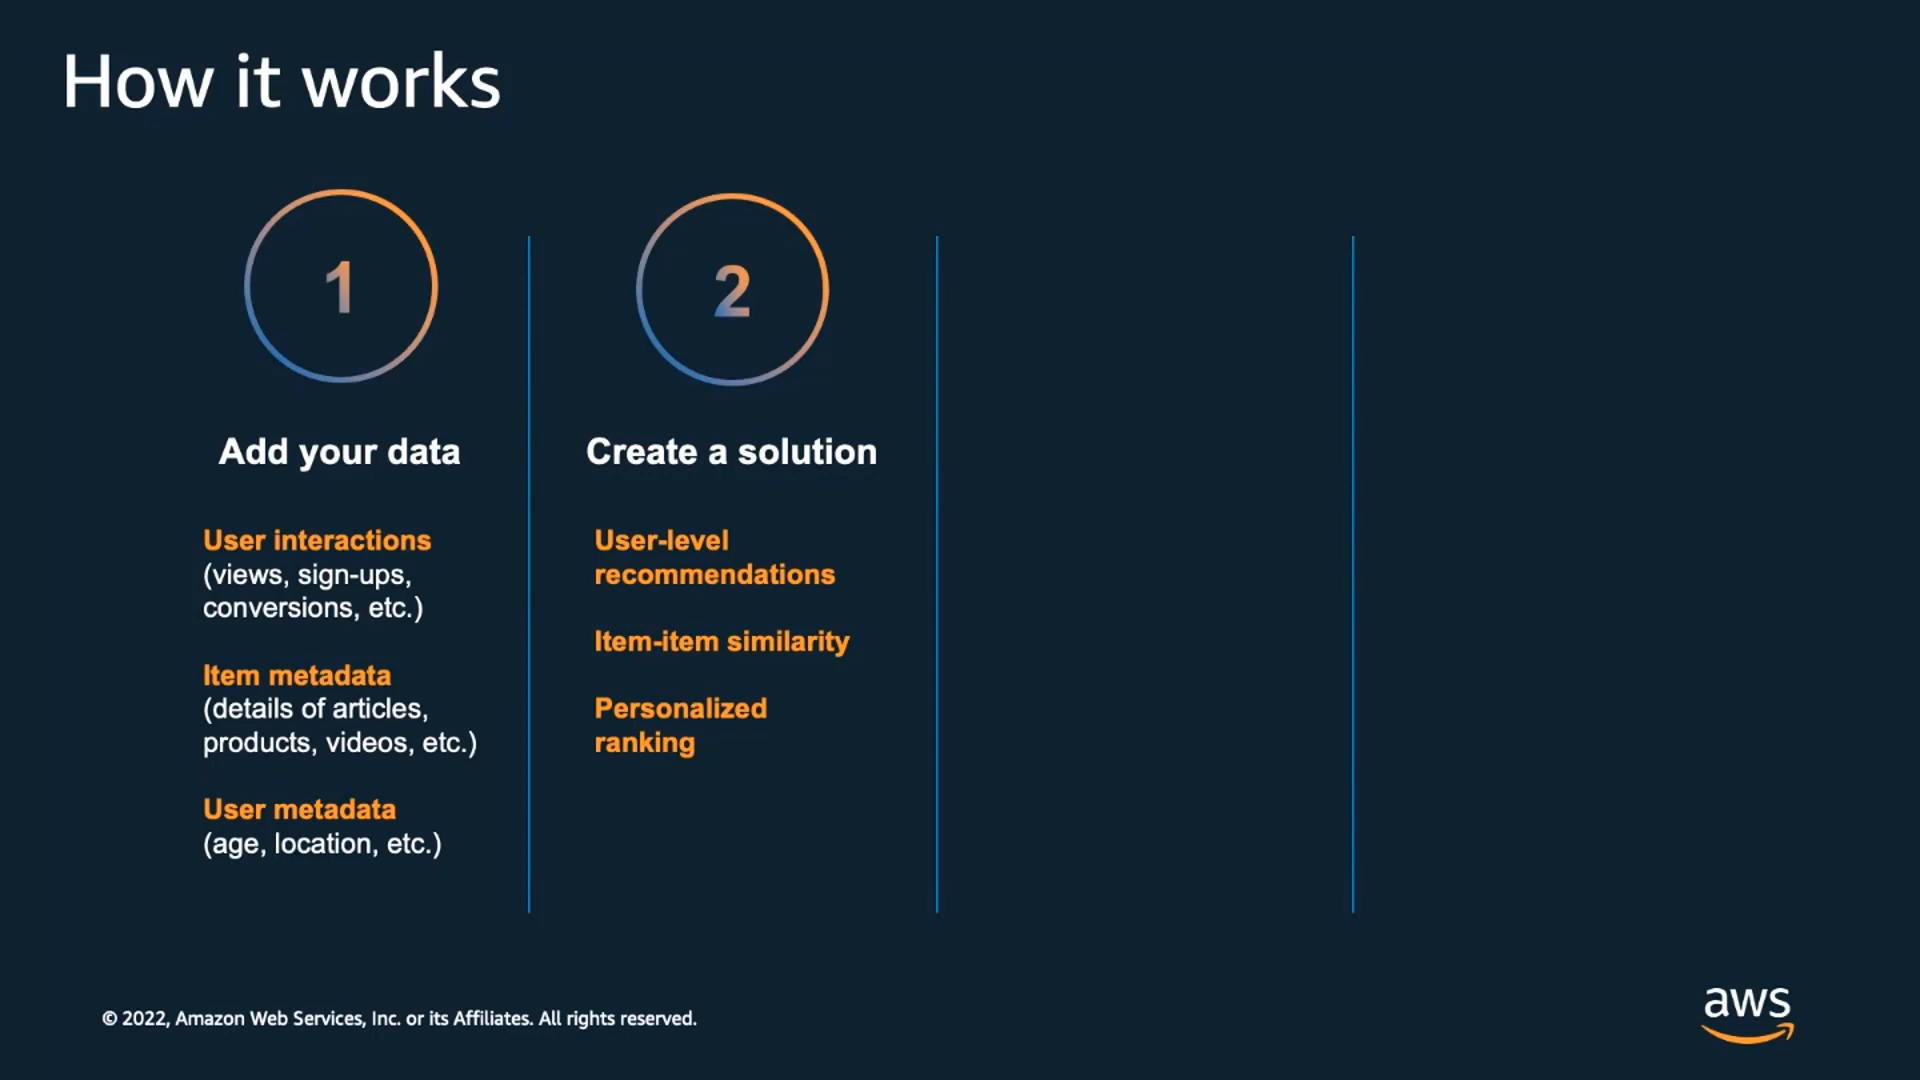 How it works
1
Add your data
User interactions
(views, sign-ups,
conversions, etc.)
Item metadata
(details of articles,
products, videos, etc.)
User metadata
(age, location, etc.)
2
Create a solution
User-level
recommendations
Item-item similarity
Personalized
ranking
© 2022, Amazon Web Services, Inc. or its Affiliates. All rights reserved.
aws